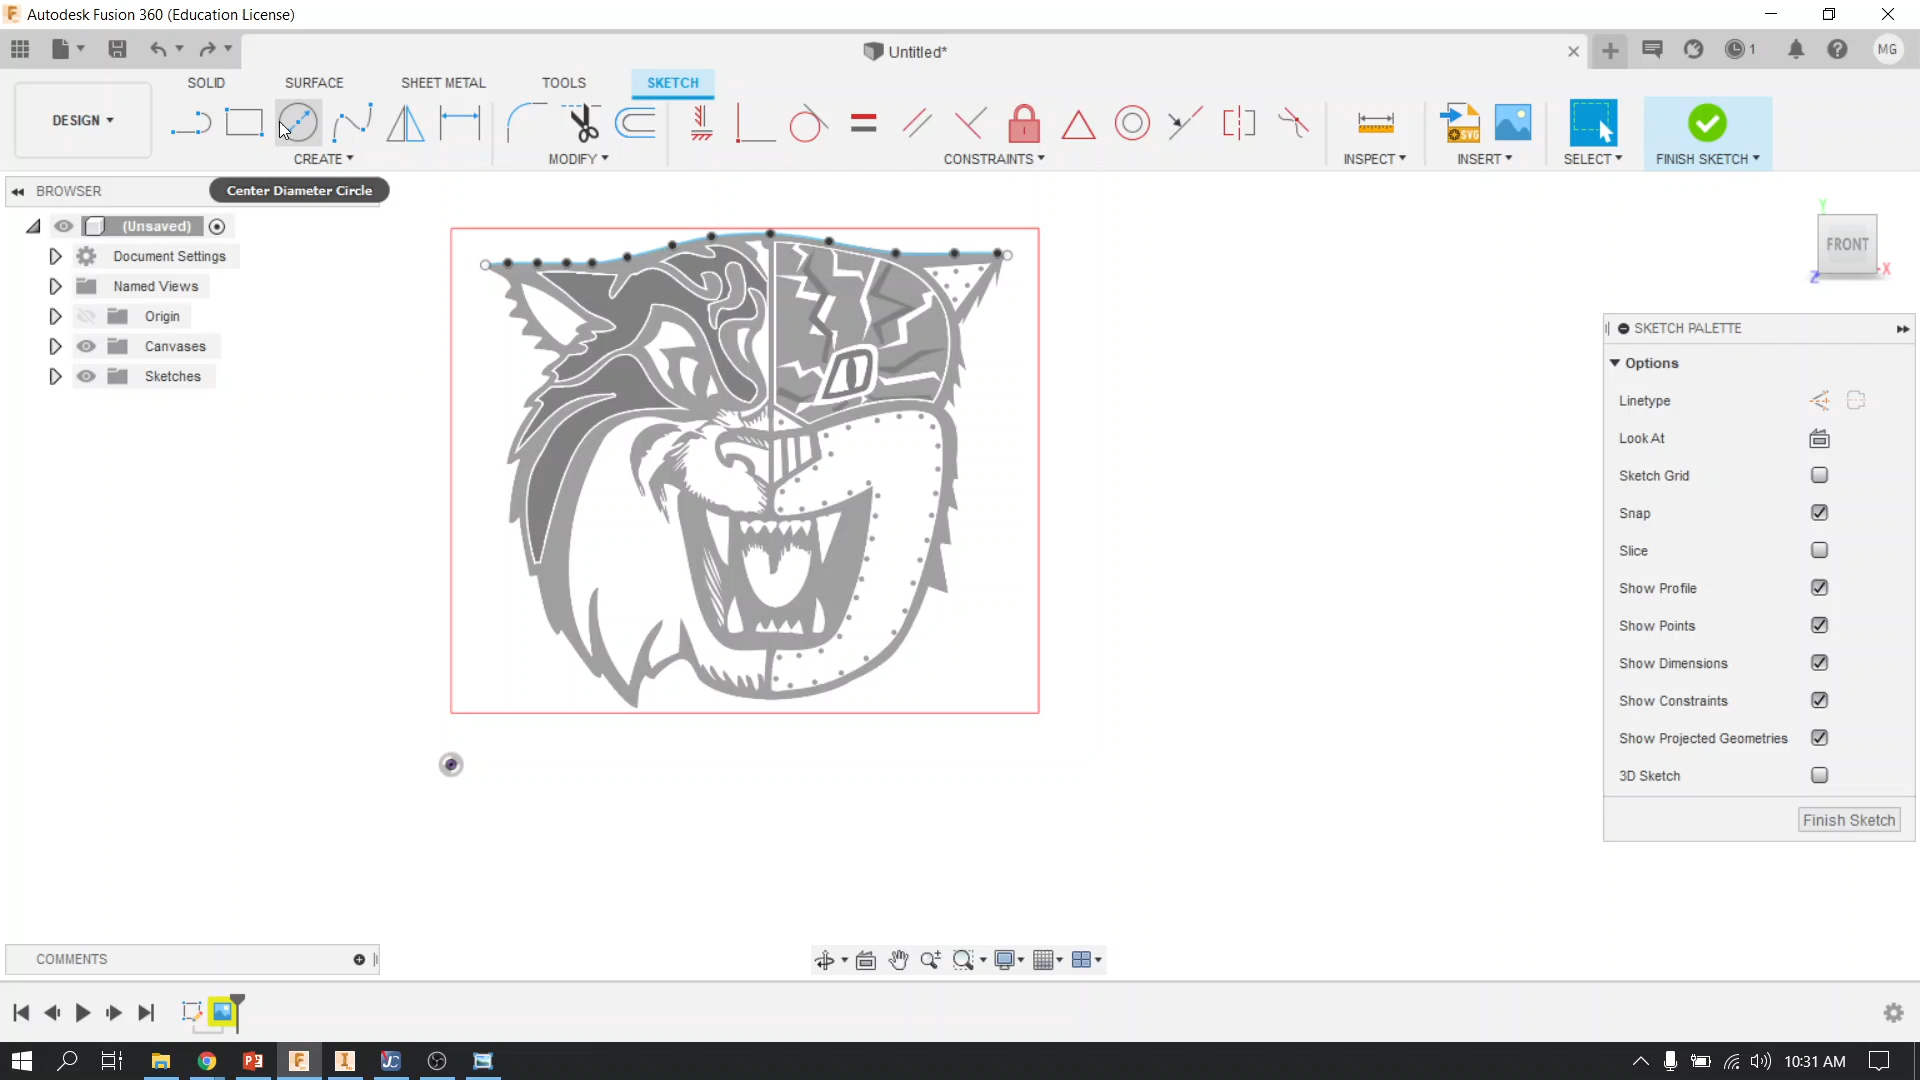 Autodesk Fusion 360 (Education License)
Untitled*
1
MG
SOLID
SURFACE
SHEET METAL
TOOLS
SKETCH
DESIGN
CREATE
MODIFY
CONSTRAINTS
INSPECT
SVG
INSERT
SELECT
FINISH SKETCH
BROWSER
Center Diameter Circle
(Unsaved)
Document Settings
Named Views
Origin
Canvases
Sketches
Y
FRONT
X
Z
SKETCH PALETTE
Options
Linetype
Look At
Sketch Grid
Snap
Slice
Show Profile
Show Points
Show Dimensions
Show Constraints
Show Projected Geometries
3D Sketch
Finish Sketch
COMMENTS
10:31 AM